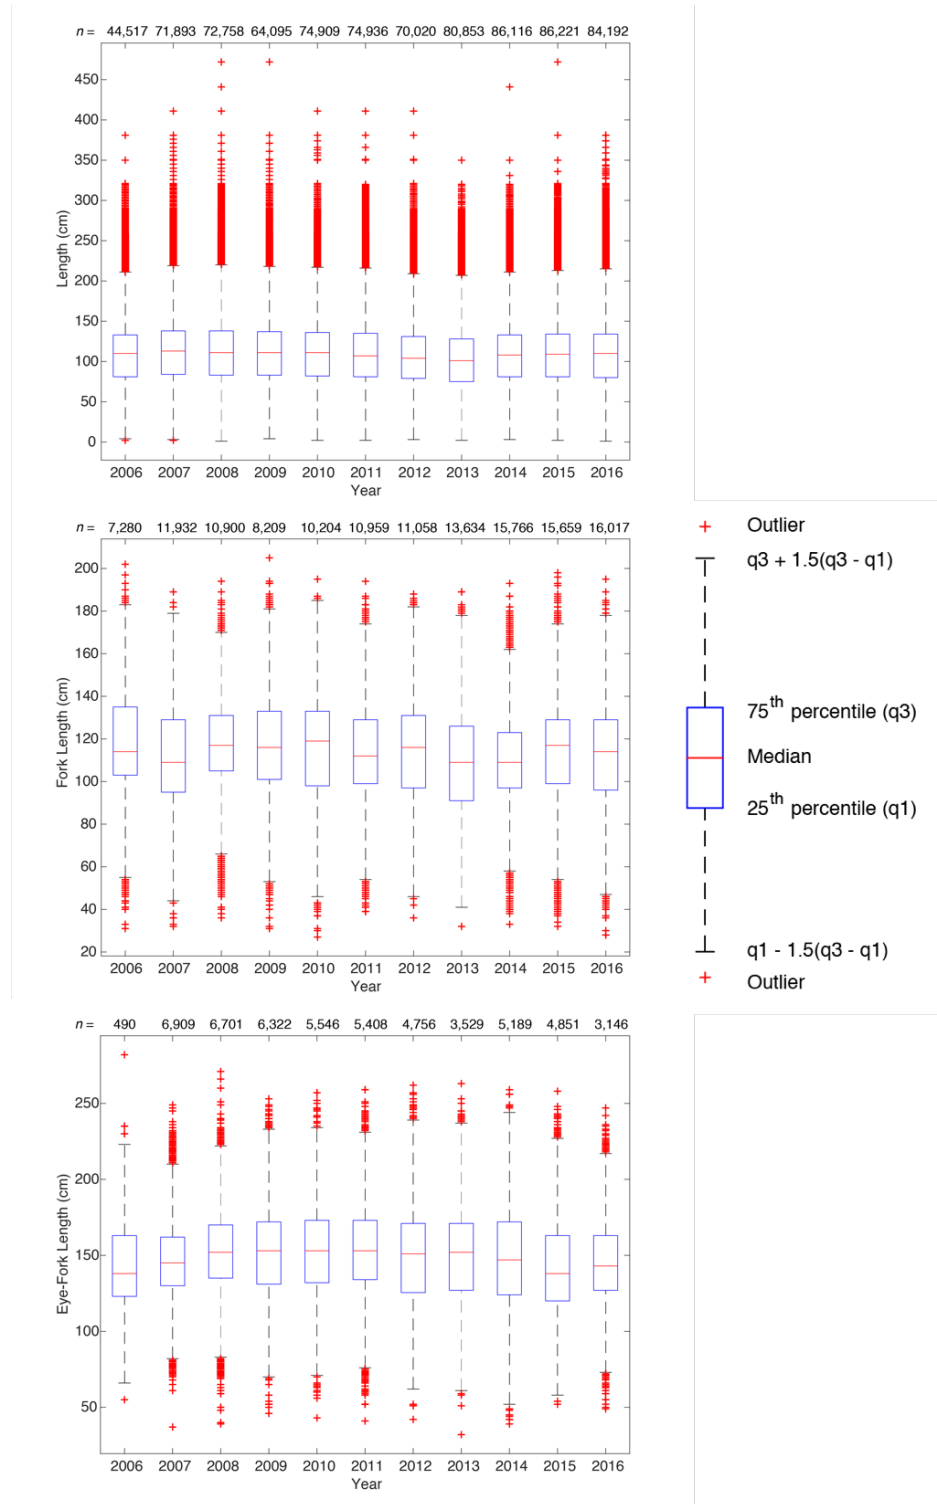 n = 44,517 71,893 72,758 64,095 74,909 74,936 70,020 80,853 86,116 86,221 84,192
450
400
350
300
250
200
150
100
50
0
Length (cm)
2006 2007 2008 2009 2010 2011 2012 2013 2014 2015 2016
Year
n = 7,280 11,932 10,900 8,209 10,204 10,959 11,058 13,634 15,766 15,659 16,017
200
180
160
140
120
100
80
60
40
20
Fork Length (cm)
2006 2007 2008 2009 2010 2011 2012 2013 2014 2015 2016
Year
Outlier
q3 + 1.5(q3 - q1)
75th percentile (q3)
Median
25th percentile (q1)
q1 - 1.5(q3 - q1)
Outlier
n = 490 6,909 6,701 6,322 5,546 5,408 4,756 3,529 5,189 4,851 3,146
250
200
150
100
50
Eye-Fork Length (cm)
2006 2007 2008 2009 2010 2011 2012 2013 2014 2015 2016
Year